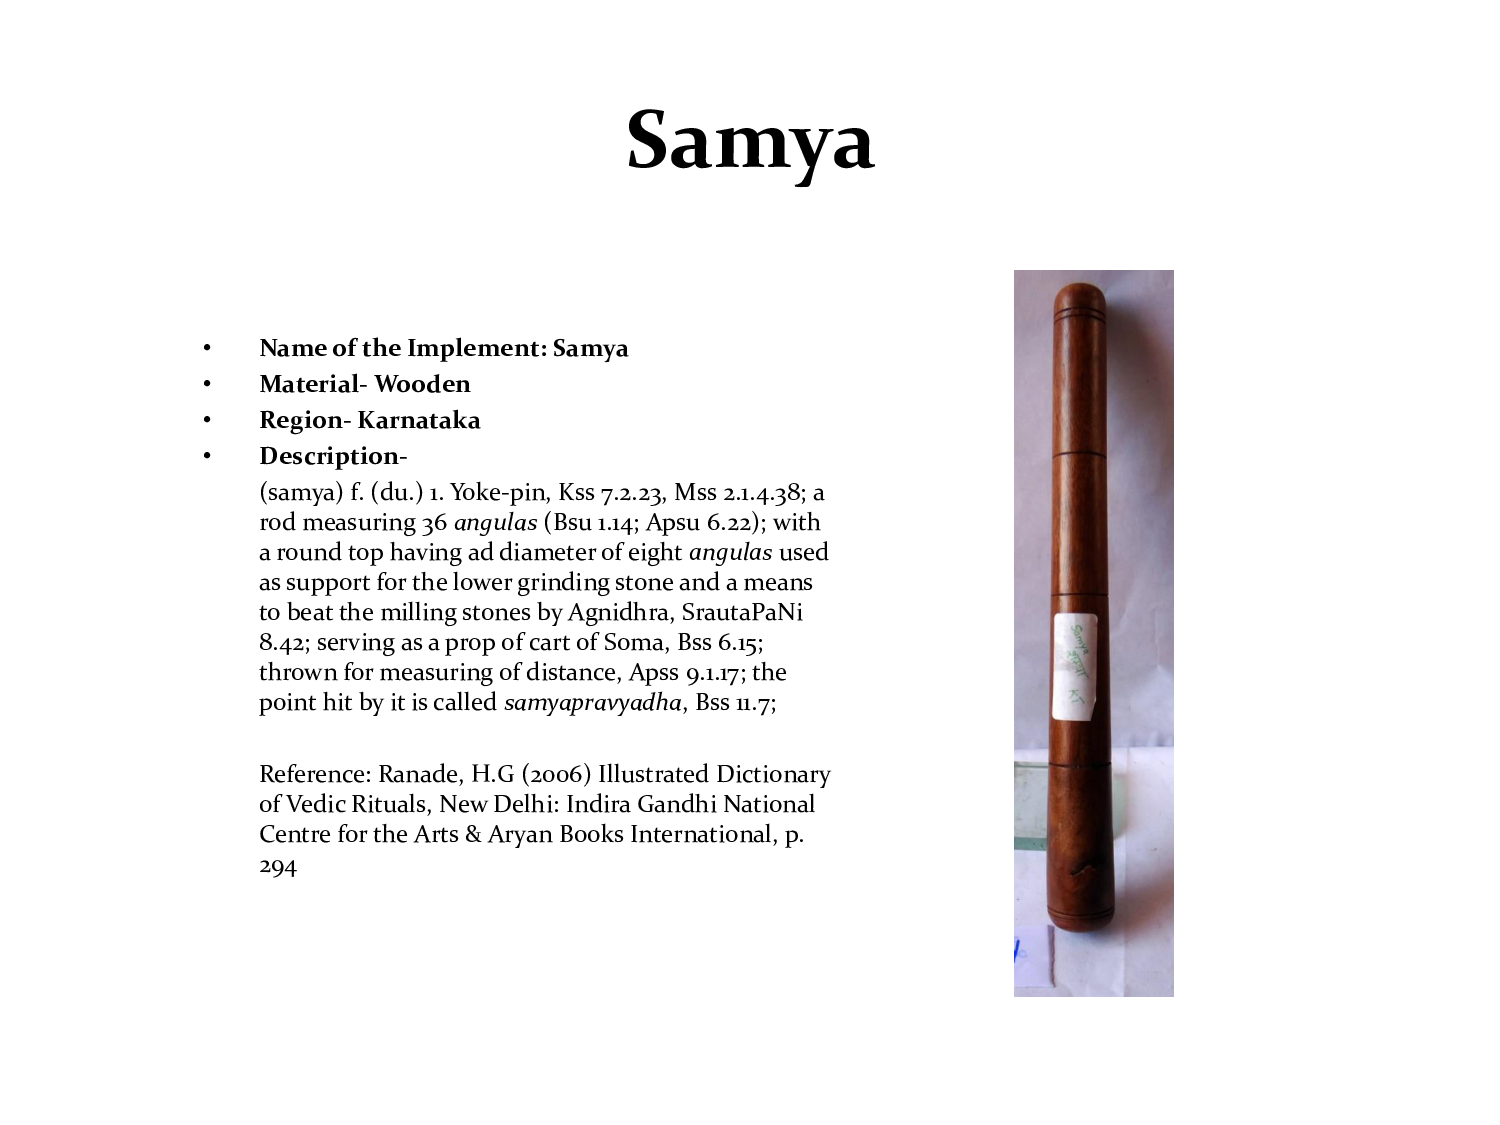 Samya
• Name of the Implement: Samya
• Material- Wooden
• Region- Karnataka
• Description-
(samya) f. (du.) 1. Yoke-pin, Kss 7.2.23, Mss 2.1.4.38; a
rod measuring 36 angulas (Bsu 1.14; Apsu 6.22); with
a round top having ad diameter of eight angulas used
as support for the lower grinding stone and a means
to beat the milling stones by Agnidhra, SrautaPaNi
8.42; serving as a prop of cart of Soma, Bss 6.15;
thrown for measuring of distance, Apss 9.1.17; the
point hit by it is called samyapravyadha, Bss 11.7;
Reference: Ranade, H.G (2006) Illustrated Dictionary
of Vedic Rituals, New Delhi: Indira Gandhi National
Centre for the Arts & Aryan Books International, p.
294
Samya
KT